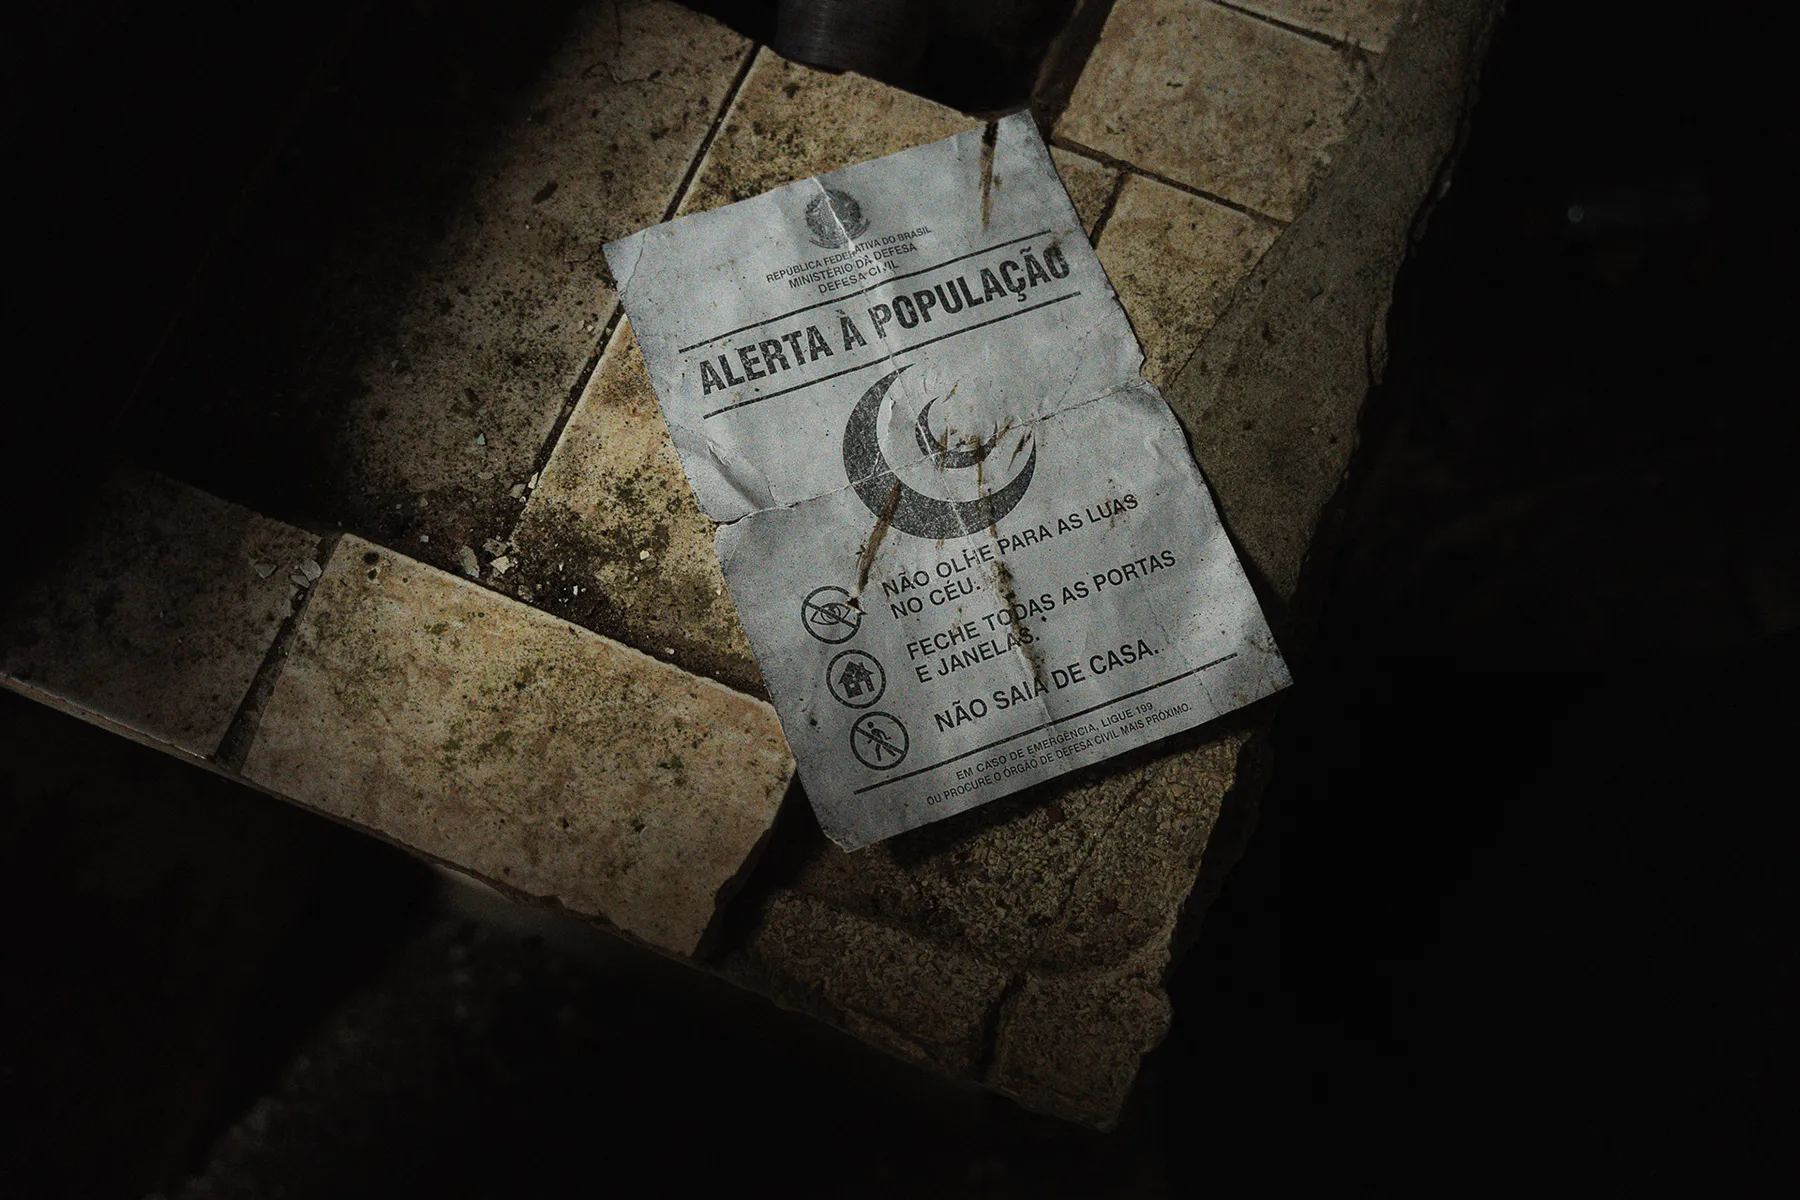 REPÚBLICA FEDERATIVA DO BRASIL
MINISTÉRIO DA DEFESA
DEFESA CIVIL
ALERTA À POPULAÇÃO
NÃO OLHE PARA AS LUAS
NO CÉU.
FECHE TODAS AS PORTAS
E JANELAS.
NÃO SAIA DE CASA.
EM CASO DE EMERGÊNCIA, LIGUE 199
OU PROCURE O ÓRGÃO DE DEFESA CIVIL MAIS PRÓXIMO.